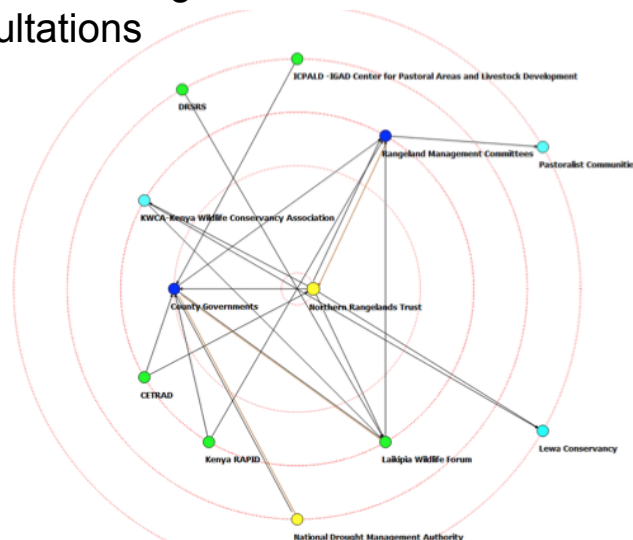 ultations
ICPALD -IGAD Center for Pastoral Areas and Livestock Development
DRSRS
Rangeland Management Committees
Pastoralist Communitie
KWCA-Kenya Wildlife Conservancy Association
County Governments
Northern Rangelands Trust
CETRAD
Kenya RAPID
Laikipia Wildlife Forum
Lewa Conservancy
National Drought Management Authority